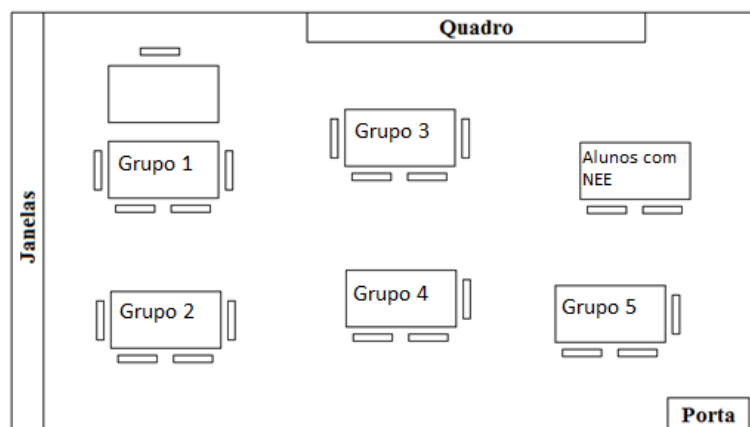 Quadro
Janelas
Grupo 1
Grupo 3
Alunos com
NEE
Grupo 2
Grupo 4
Grupo 5
Porta